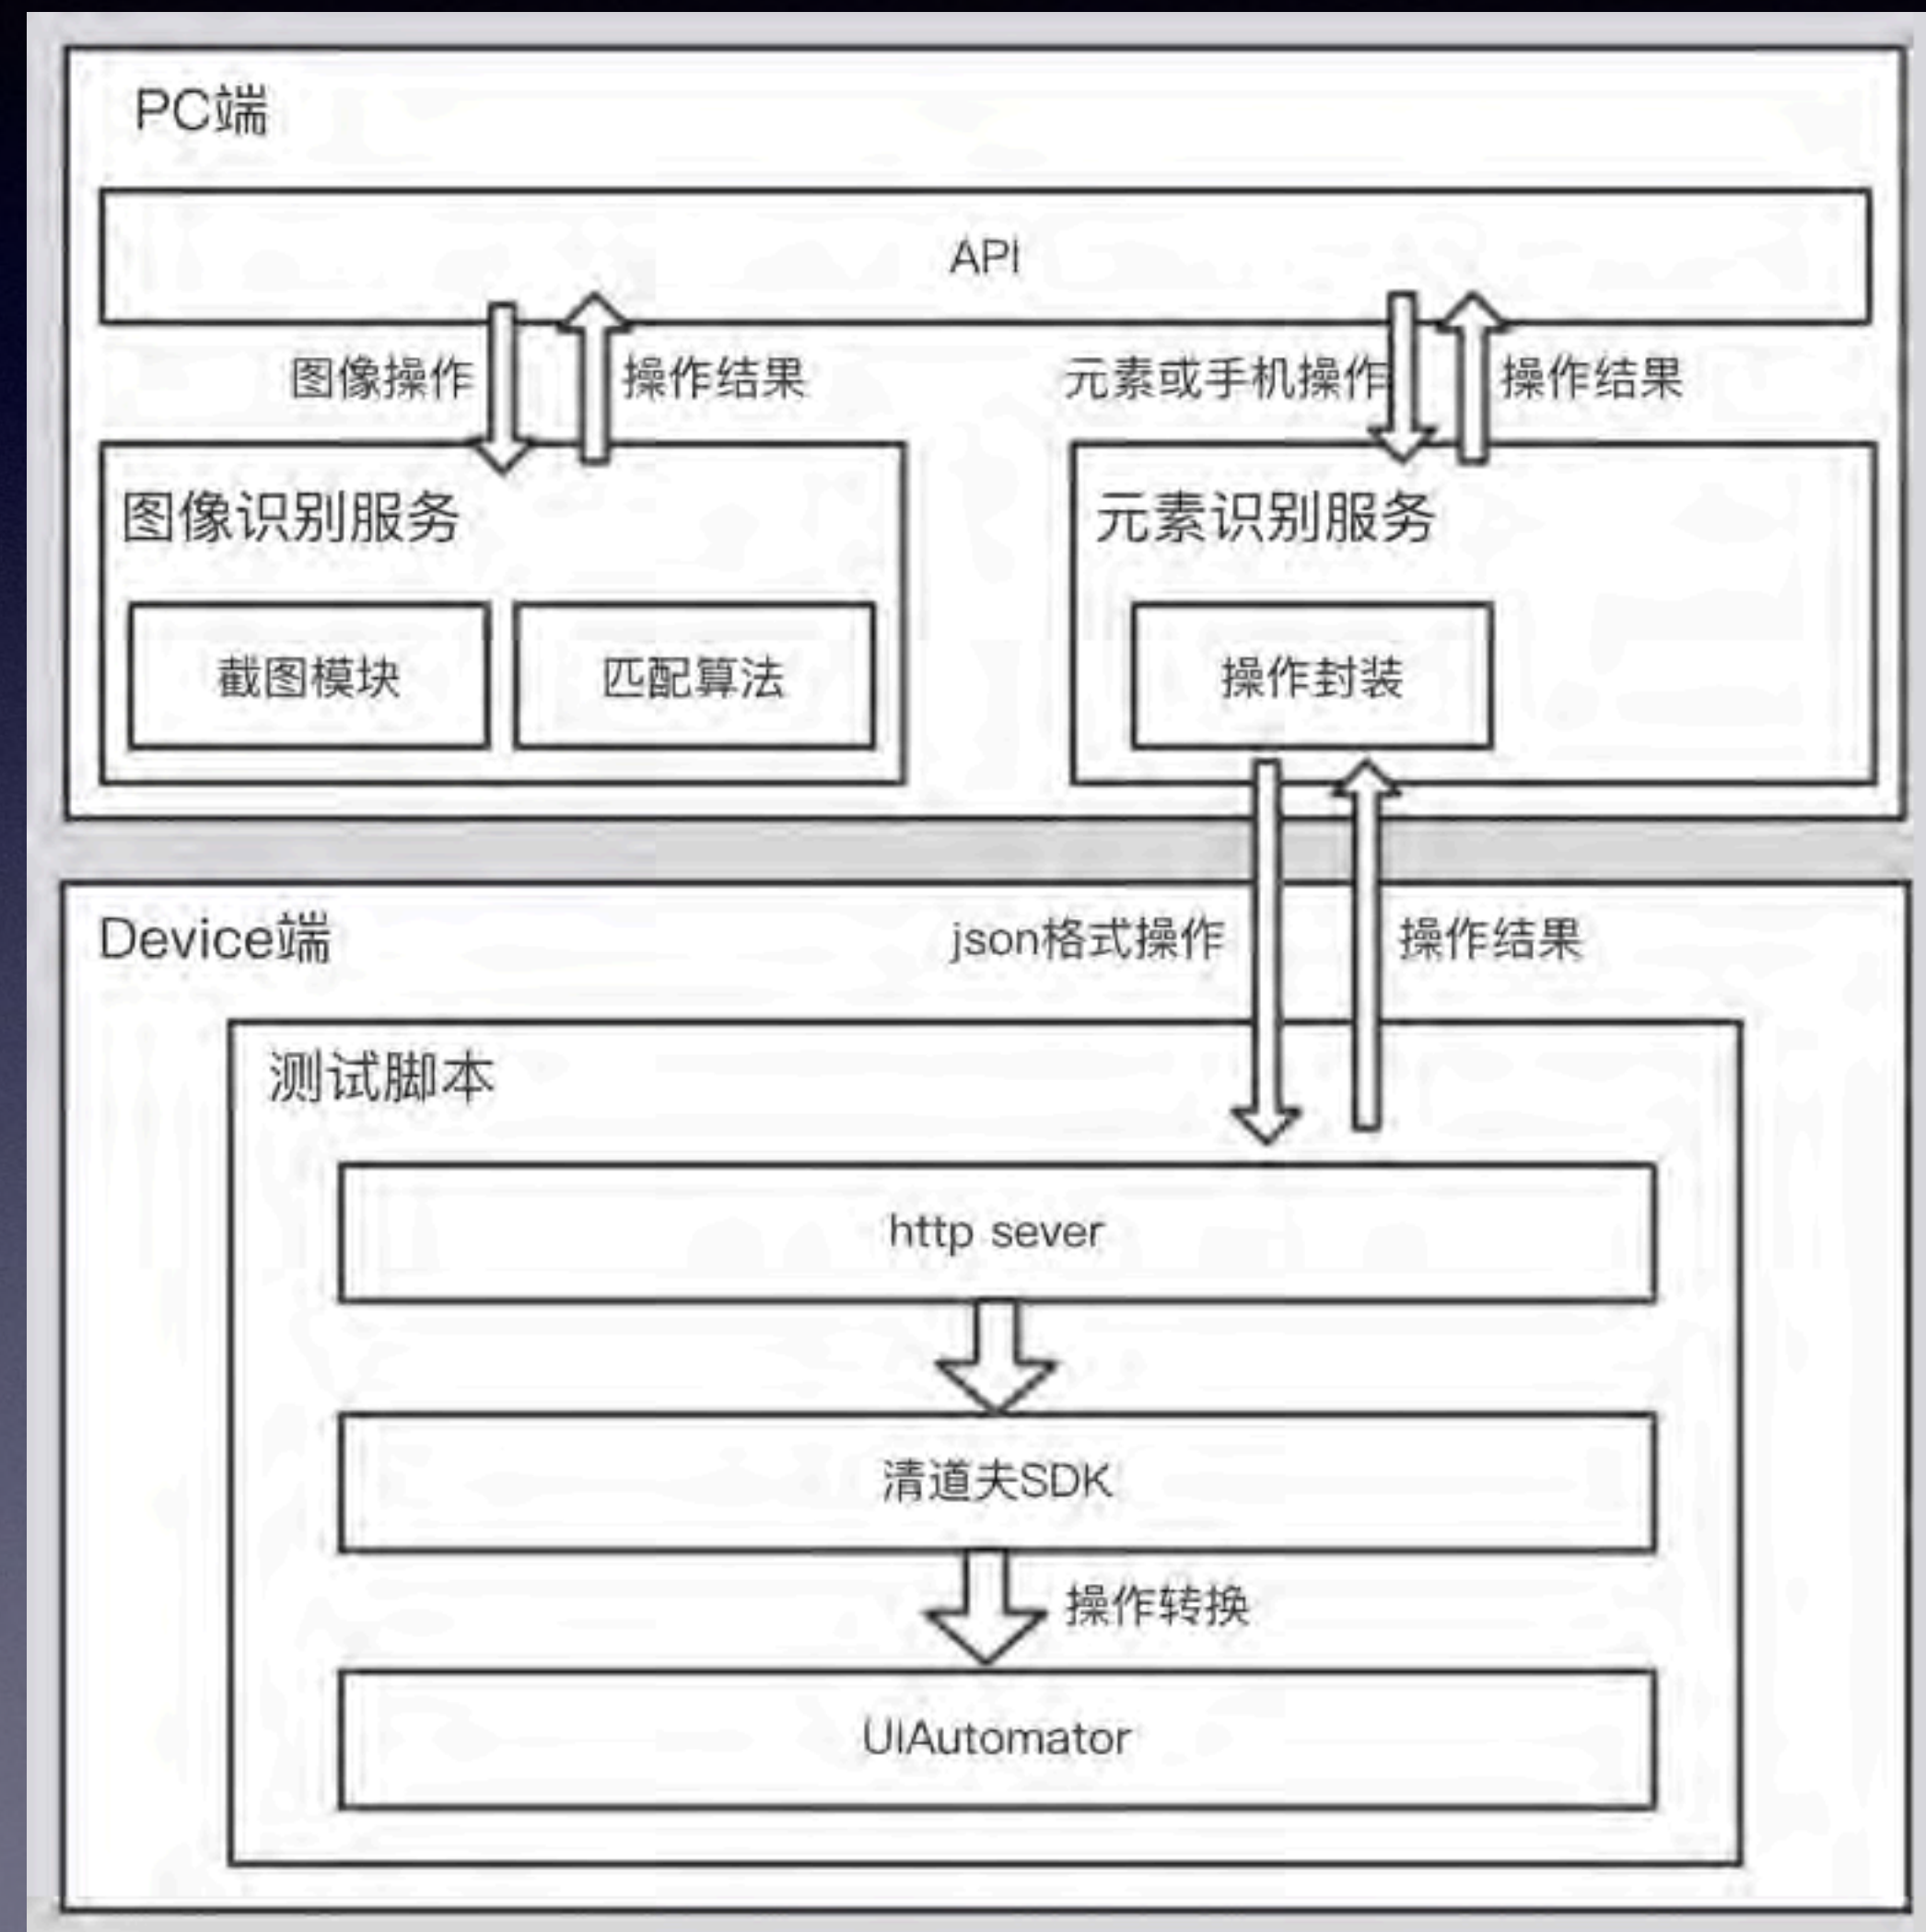 PC端
API
图像操作
操作结果
元素或手机操作
操作结果
图像识别服务
元素识别服务
截图模块
匹配算法
操作封装
Device端
json格式操作
操作结果
测试脚本
http sever
清道夫SDK
操作转换
UIAutomator